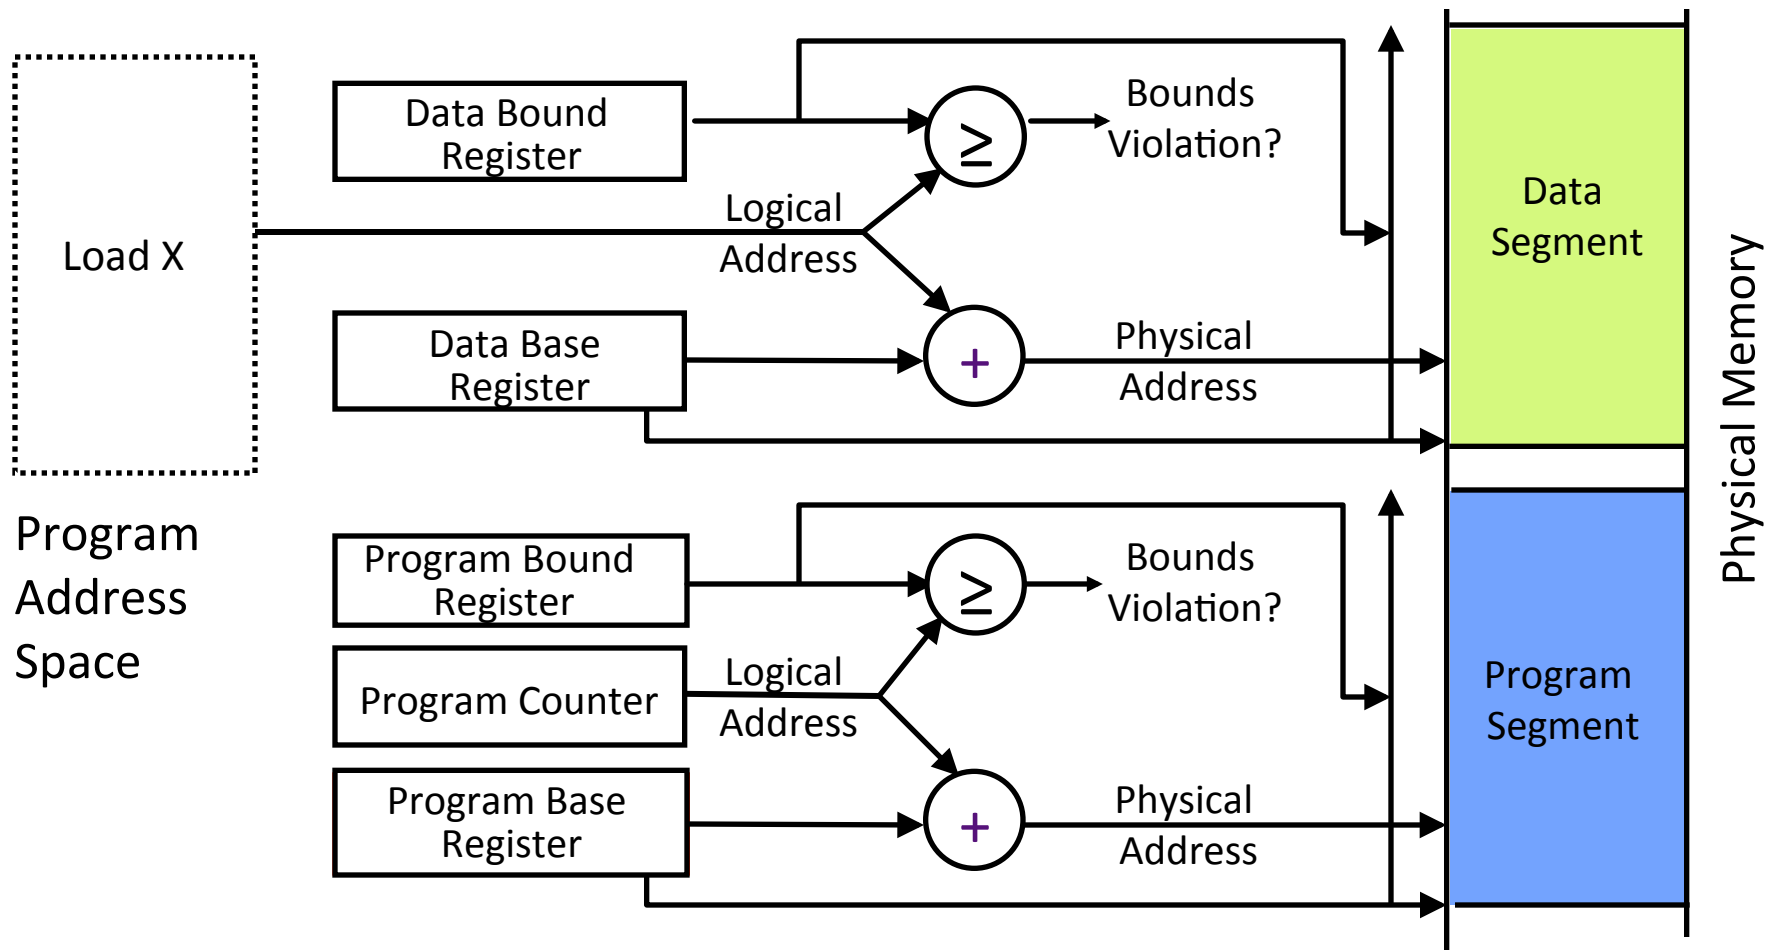 Load X
Program
Address
Space
Data Bound
Register
≥
Bounds
Violation?
Logical
Address
Data Base
Register
+
Physical
Address
Program Bound
Register
≥
Bounds
Violation?
Program Counter
Logical
Address
Program Base
Register
+
Physical
Address
Data
Segment
Program
Segment
Physical Memory